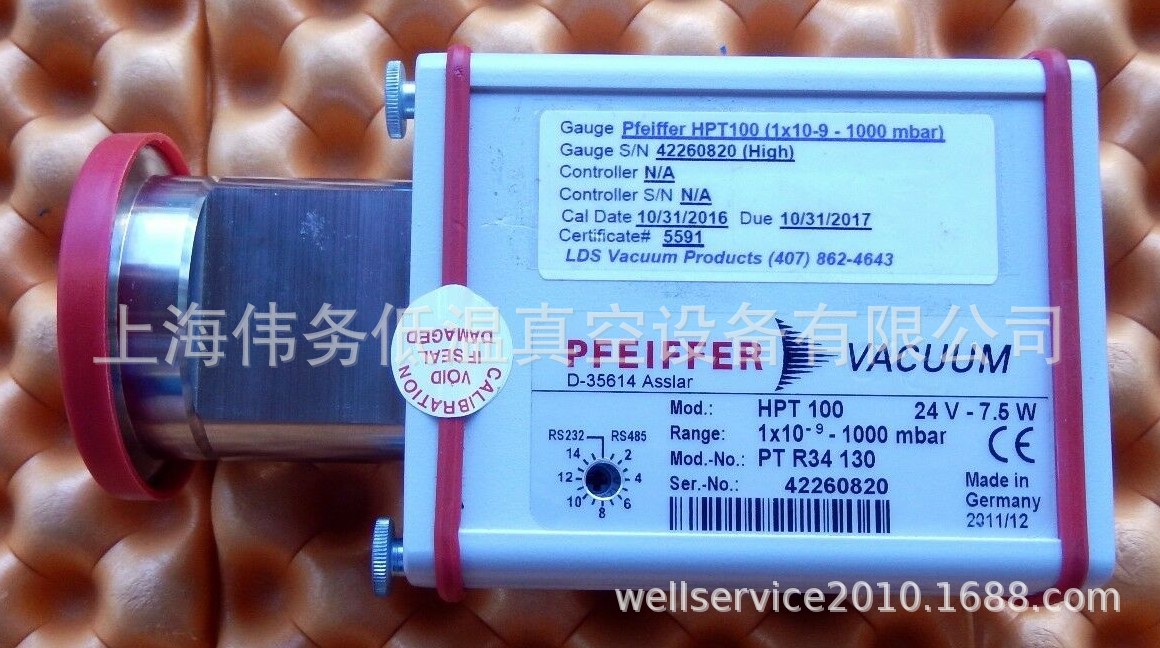 Gauge Pfeiffer HPT100 (1x10-9 - 1000 mbar)
Gauge S/N 42260820 (High)
Controller N/A
Controller S/N N/A
Cal Date 10/31/2016 Due 10/31/2017
Certificate# 5591
LDS Vacuum Products (407) 862-4643
上海伟务低温真空设备有限公司
CALIBRATION
VOID
IF SEAL
DAMAGED
PFEIFFER VACUUM
D-35614 Asslar
Mod.: HPT 100 24 V - 7.5 W
Range: 1x10⁻⁹ - 1000 mbar
CE
Mod.-No.: PT R34 130
Ser.-No.: 42260820
Made in
Germany
2011/12
RS232 RS485
14 2
12 4
10 6
8
wellservice2010.1688.com